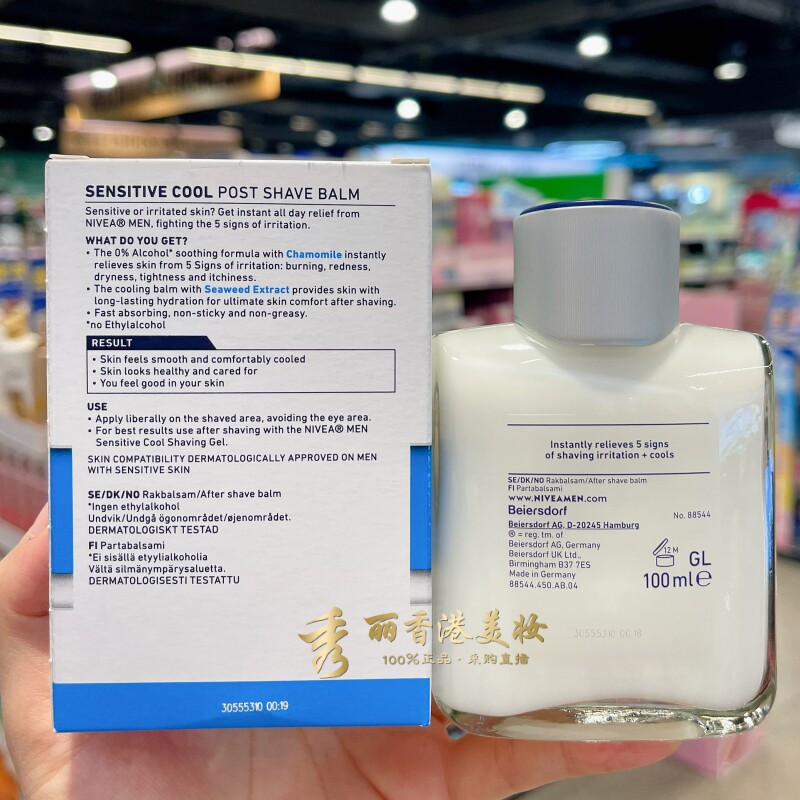 SENSITIVE COOL POST SHAVE BALM
Sensitive or irritated skin? Get instant all day relief from
NIVEA® MEN, fighting the 5 signs of irritation.
WHAT DO YOU GET?
• The 0% Alcohol* soothing formula with Chamomile instantly
relieves skin from 5 Signs of irritation: burning, redness,
dryness, tightness and itchiness.
• The cooling balm with Seaweed Extract provides skin with
long-lasting hydration for ultimate skin comfort after shaving.
• Fast absorbing, non-sticky and non-greasy.
*no Ethylalcohol
RESULT
• Skin feels smooth and comfortably cooled
• Skin looks healthy and cared for
• You feel good in your skin
USE
• Apply liberally on the shaved area, avoiding the eye area.
• For best results use after shaving with the NIVEA® MEN
Sensitive Cool Shaving Gel.
SKIN COMPATIBILITY DERMATOLOGICALLY APPROVED ON MEN
WITH SENSITIVE SKIN
SE/DK/NO Rakbalsam/After shave balm
*Ingen ethylalkohol
Undvik/Undgå ögonområdet/øjenområdet.
DERMATOLOGISKT TESTAD
FI Partabalsami
*Ei sisällä etyylialkoholia
Vältä silmänympärysaluetta.
DERMATOLOGISESTI TESTATTU
30555310 00:19
Instantly relieves 5 signs
of shaving irritation + cools
SE/DK/NO Rakbalsam/After shave balm
FI Partabalsami
www.NIVEAMEN.com
Beiersdorf
No. 88544
Beiersdorf AG, D-20245 Hamburg
® = reg. tm. of
Beiersdorf AG, Germany
Beiersdorf UK Ltd.,
Birmingham B37 7ES
Made in Germany
88544.450.AB.04
12 M
GL
100 ml e
30555310 00:18
秀丽香港美妆
100%正品·采购直播